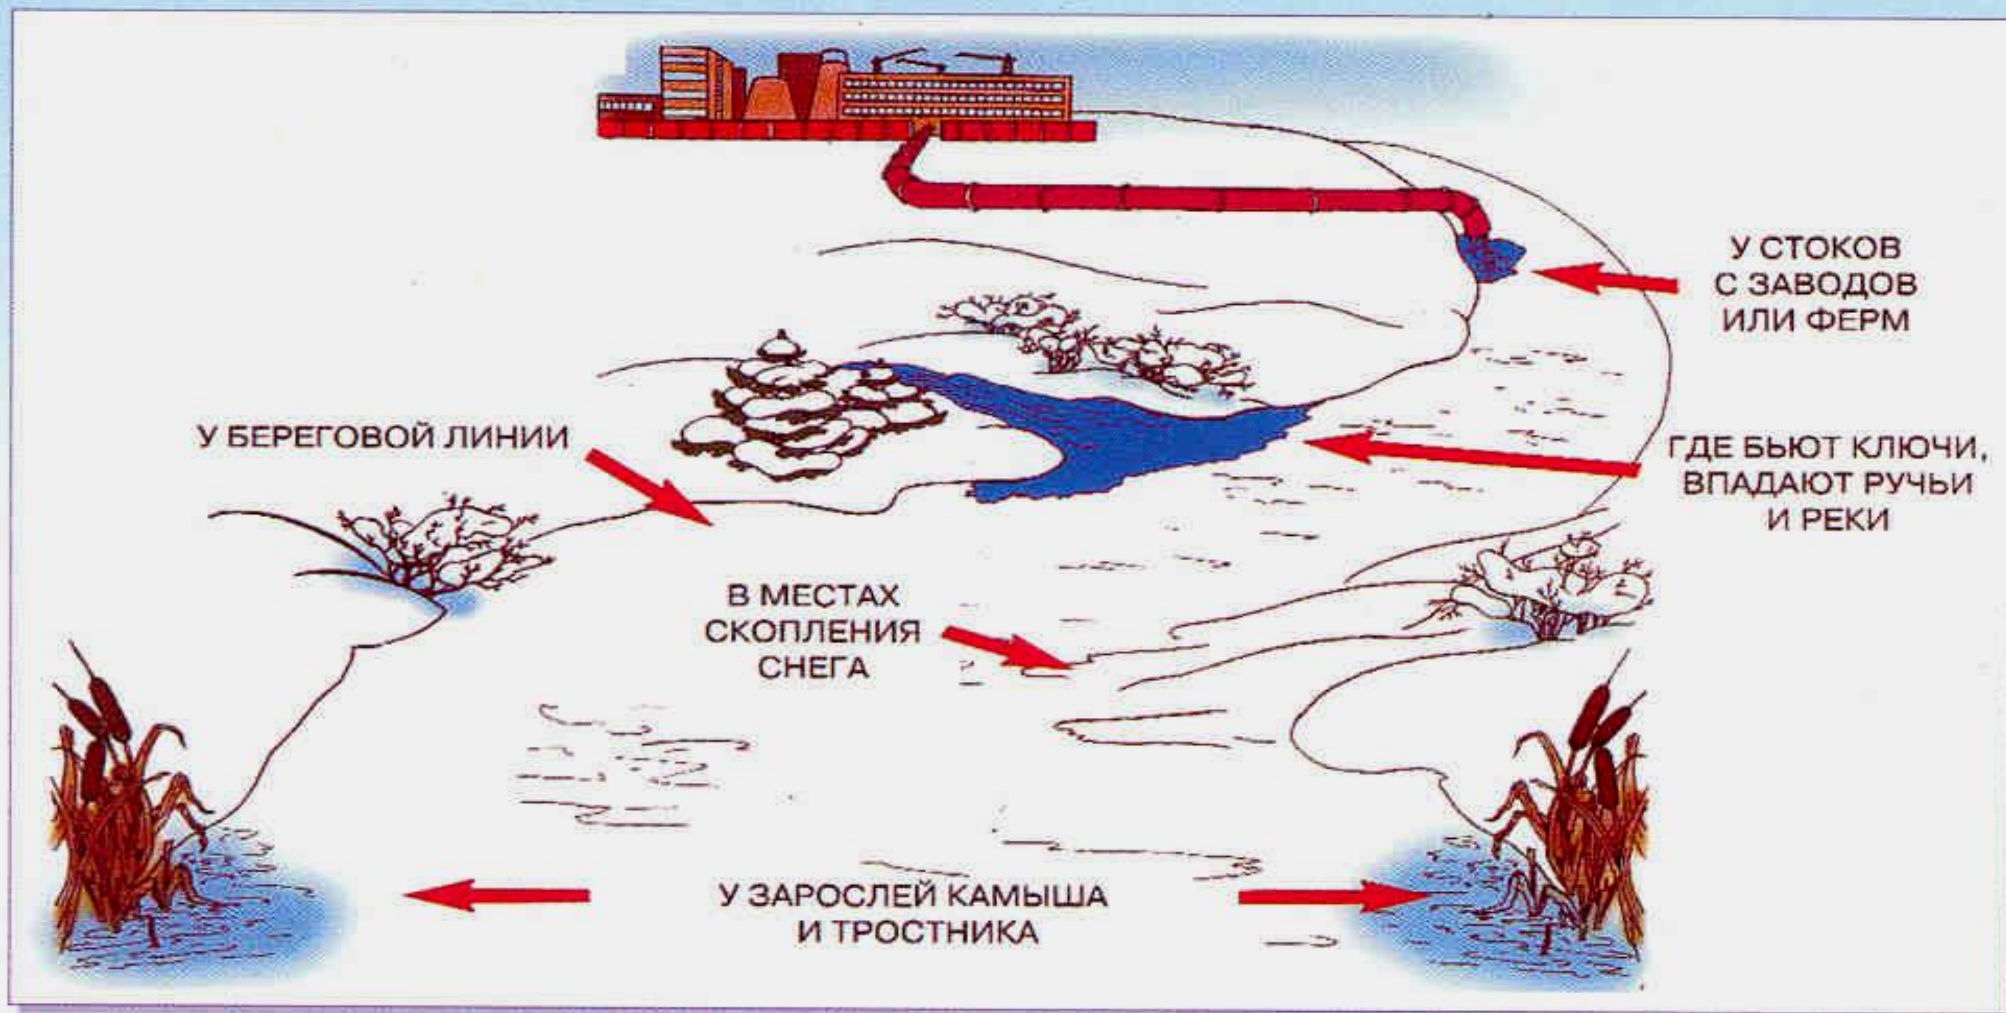 У СТОКОВ
С ЗАВОДОВ
ИЛИ ФЕРМ
У БЕРЕГОВОЙ ЛИНИИ
ГДЕ БЬЮТ КЛЮЧИ,
ВПАДАЮТ РУЧЬИ
И РЕКИ
В МЕСТАХ
СКОПЛЕНИЯ
СНЕГА
У ЗАРОСЛЕЙ КАМЫША
И ТРОСТНИКА